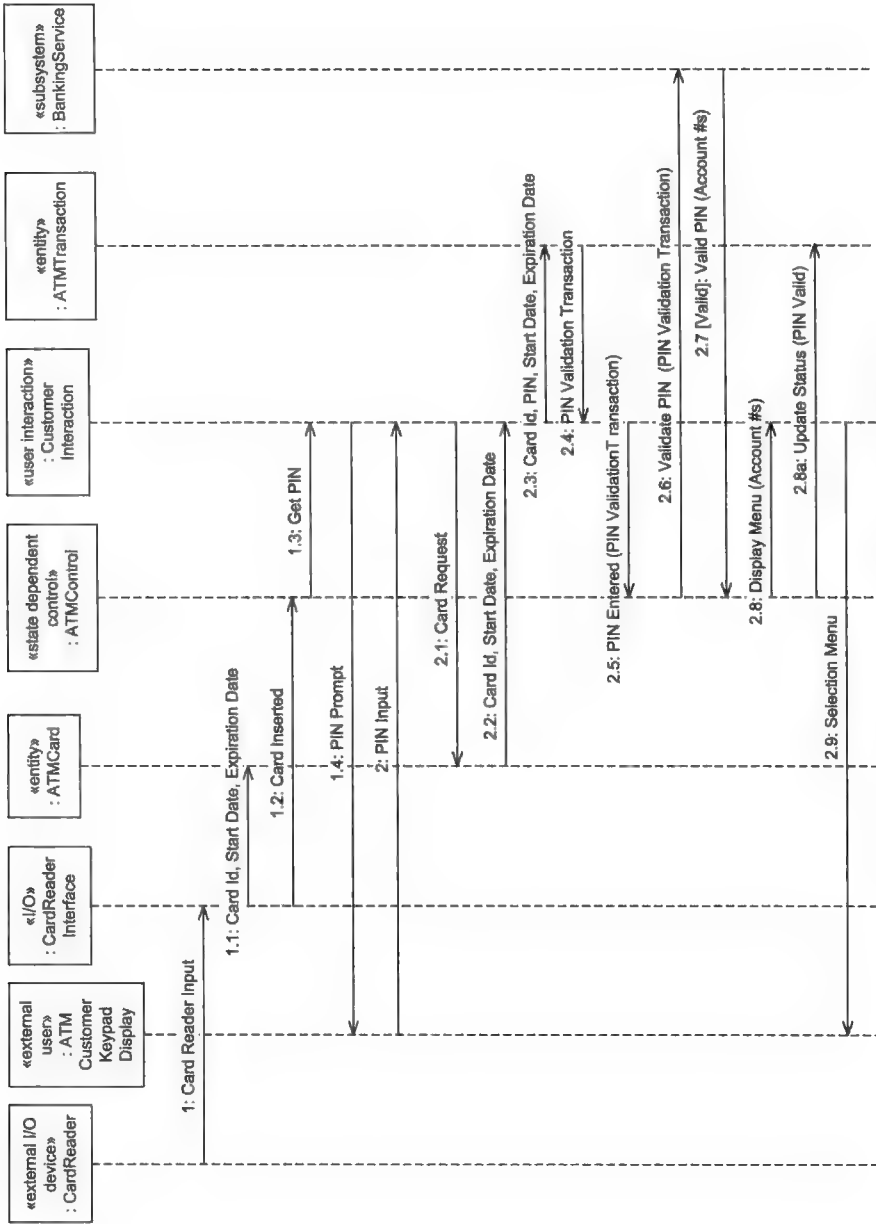 «external I/O
device»
: CardReader
«external
user»
: ATM
Customer
Keypad
Display
«I/O»
: CardReader
Interface
«entity»
: ATMCard
«state dependent
control»
: ATMControl
«user interaction»
: Customer
Interaction
«entity»
: ATMTransaction
«subsystem»
: BankingService
1: Card Reader Input
1.1: Card Id, Start Date, Expiration Date
1.2: Card Inserted
1.3: Get PIN
1.4: PIN Prompt
2: PIN Input
2.1: Card Request
2.2: Card Id, Start Date, Expiration Date
2.3: Card Id, PIN, Start Date, Expiration Date
2.4: PIN Validation Transaction
2.5: PIN Entered (PIN ValidationT ransaction)
2.6: Validate PIN (PIN Validation Transaction)
2.7 [Valid]: Valid PIN (Account #s)
2.8: Display Menu (Account #s)
2.8a: Update Status (PIN Valid)
2.9: Selection Menu